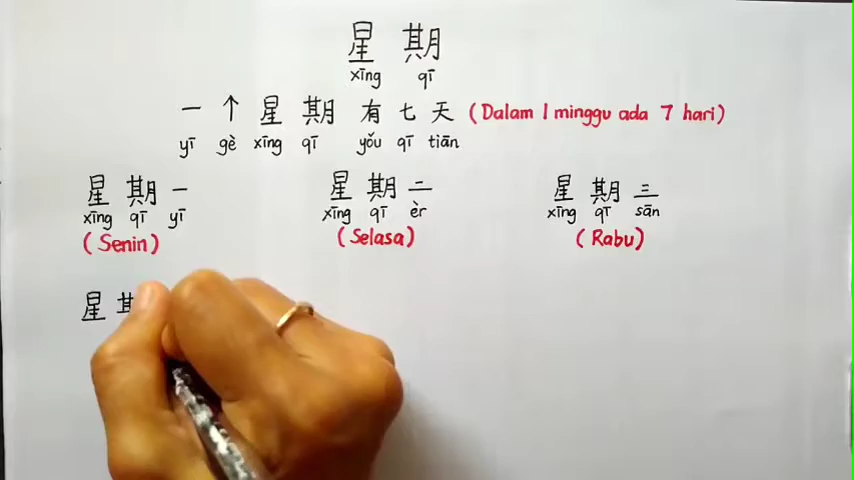 星 期
xīng qī
一 个 星 期 有 七 天 (Dalam 1 minggu ada 7 hari)
yī gè xīng qī yǒu qī tiān
星 期 一 星 期 二 星 期 三
xīng qī yī xīng qī èr xīng qī sān
(Senin) (Selasa) (Rabu)
星